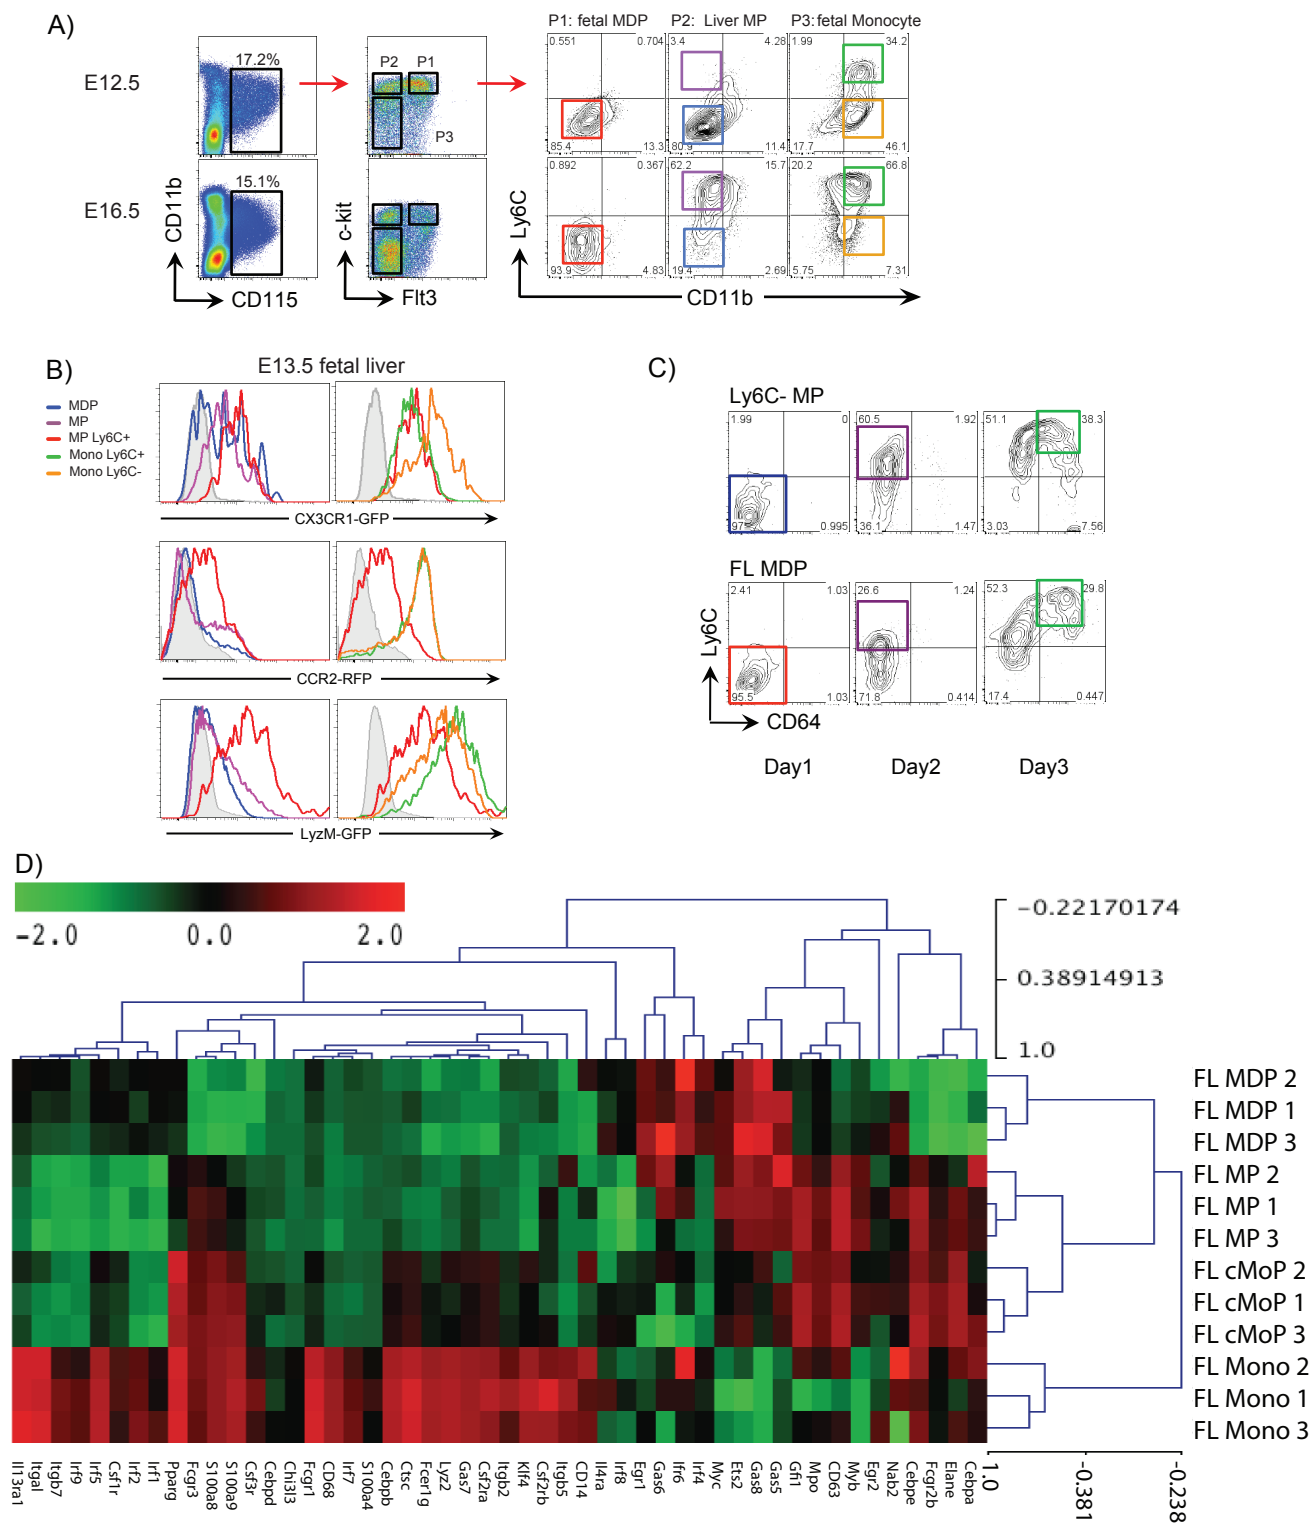 A)
P1: fetal MDP
P2: Liver MP
P3: fetal Monocyte
E12.5
17.2%
P2
P1
P3
0.551
0.704
85.4
13.3
3.4
4.28
80.9
11.4
1.99
34.2
17.7
46.1
E16.5
15.1%
0.892
0.367
93.9
4.83
62.2
15.7
19.4
2.69
20.2
66.8
5.75
7.31
CD11b
CD115
c-kit
Flt3
Ly6C
CD11b
B)
E13.5 fetal liver
MDP
MP
MP Ly6C+
Mono Ly6C+
Mono Ly6C-
CX3CR1-GFP
CCR2-RFP
LyzM-GFP
C)
Ly6C- MP
1.99
0
97
0.995
60.5
1.92
36.1
1.47
51.1
38.3
3.03
7.56
FL MDP
2.41
1.03
95.5
1.03
26.6
1.24
71.8
0.414
52.3
29.8
17.4
0.447
Ly6C
CD64
Day1
Day2
Day3
D)
-2.0
0.0
2.0
-0.22170174
0.38914913
1.0
FL MDP 2
FL MDP 1
FL MDP 3
FL MP 2
FL MP 1
FL MP 3
FL cMoP 2
FL cMoP 1
FL cMoP 3
FL Mono 2
FL Mono 1
FL Mono 3
Il13ra1
Itgal
Itgb7
Irf9
Irf5
Csf1r
Irf2
Irf1
Pparg
Fcgr3
S100a8
S100a9
Csf3r
Cebpd
Chi3l3
Fcgr1
CD68
Irf7
S100a4
Cebpb
Ctsc
Fcer1g
Lyz2
Gas7
Csf2ra
Itgb2
Klf4
Csf2rb
Itgb5
CD14
Il4ra
Irf8
Egr1
Gas6
Ifr6
Irf4
Myc
Ets2
Gas8
Gas5
Gfi1
Mpo
CD63
Myb
Egr2
Nab2
Cebpe
Fcgr2b
Elane
Cebpa
1.0
-0.381
-0.238